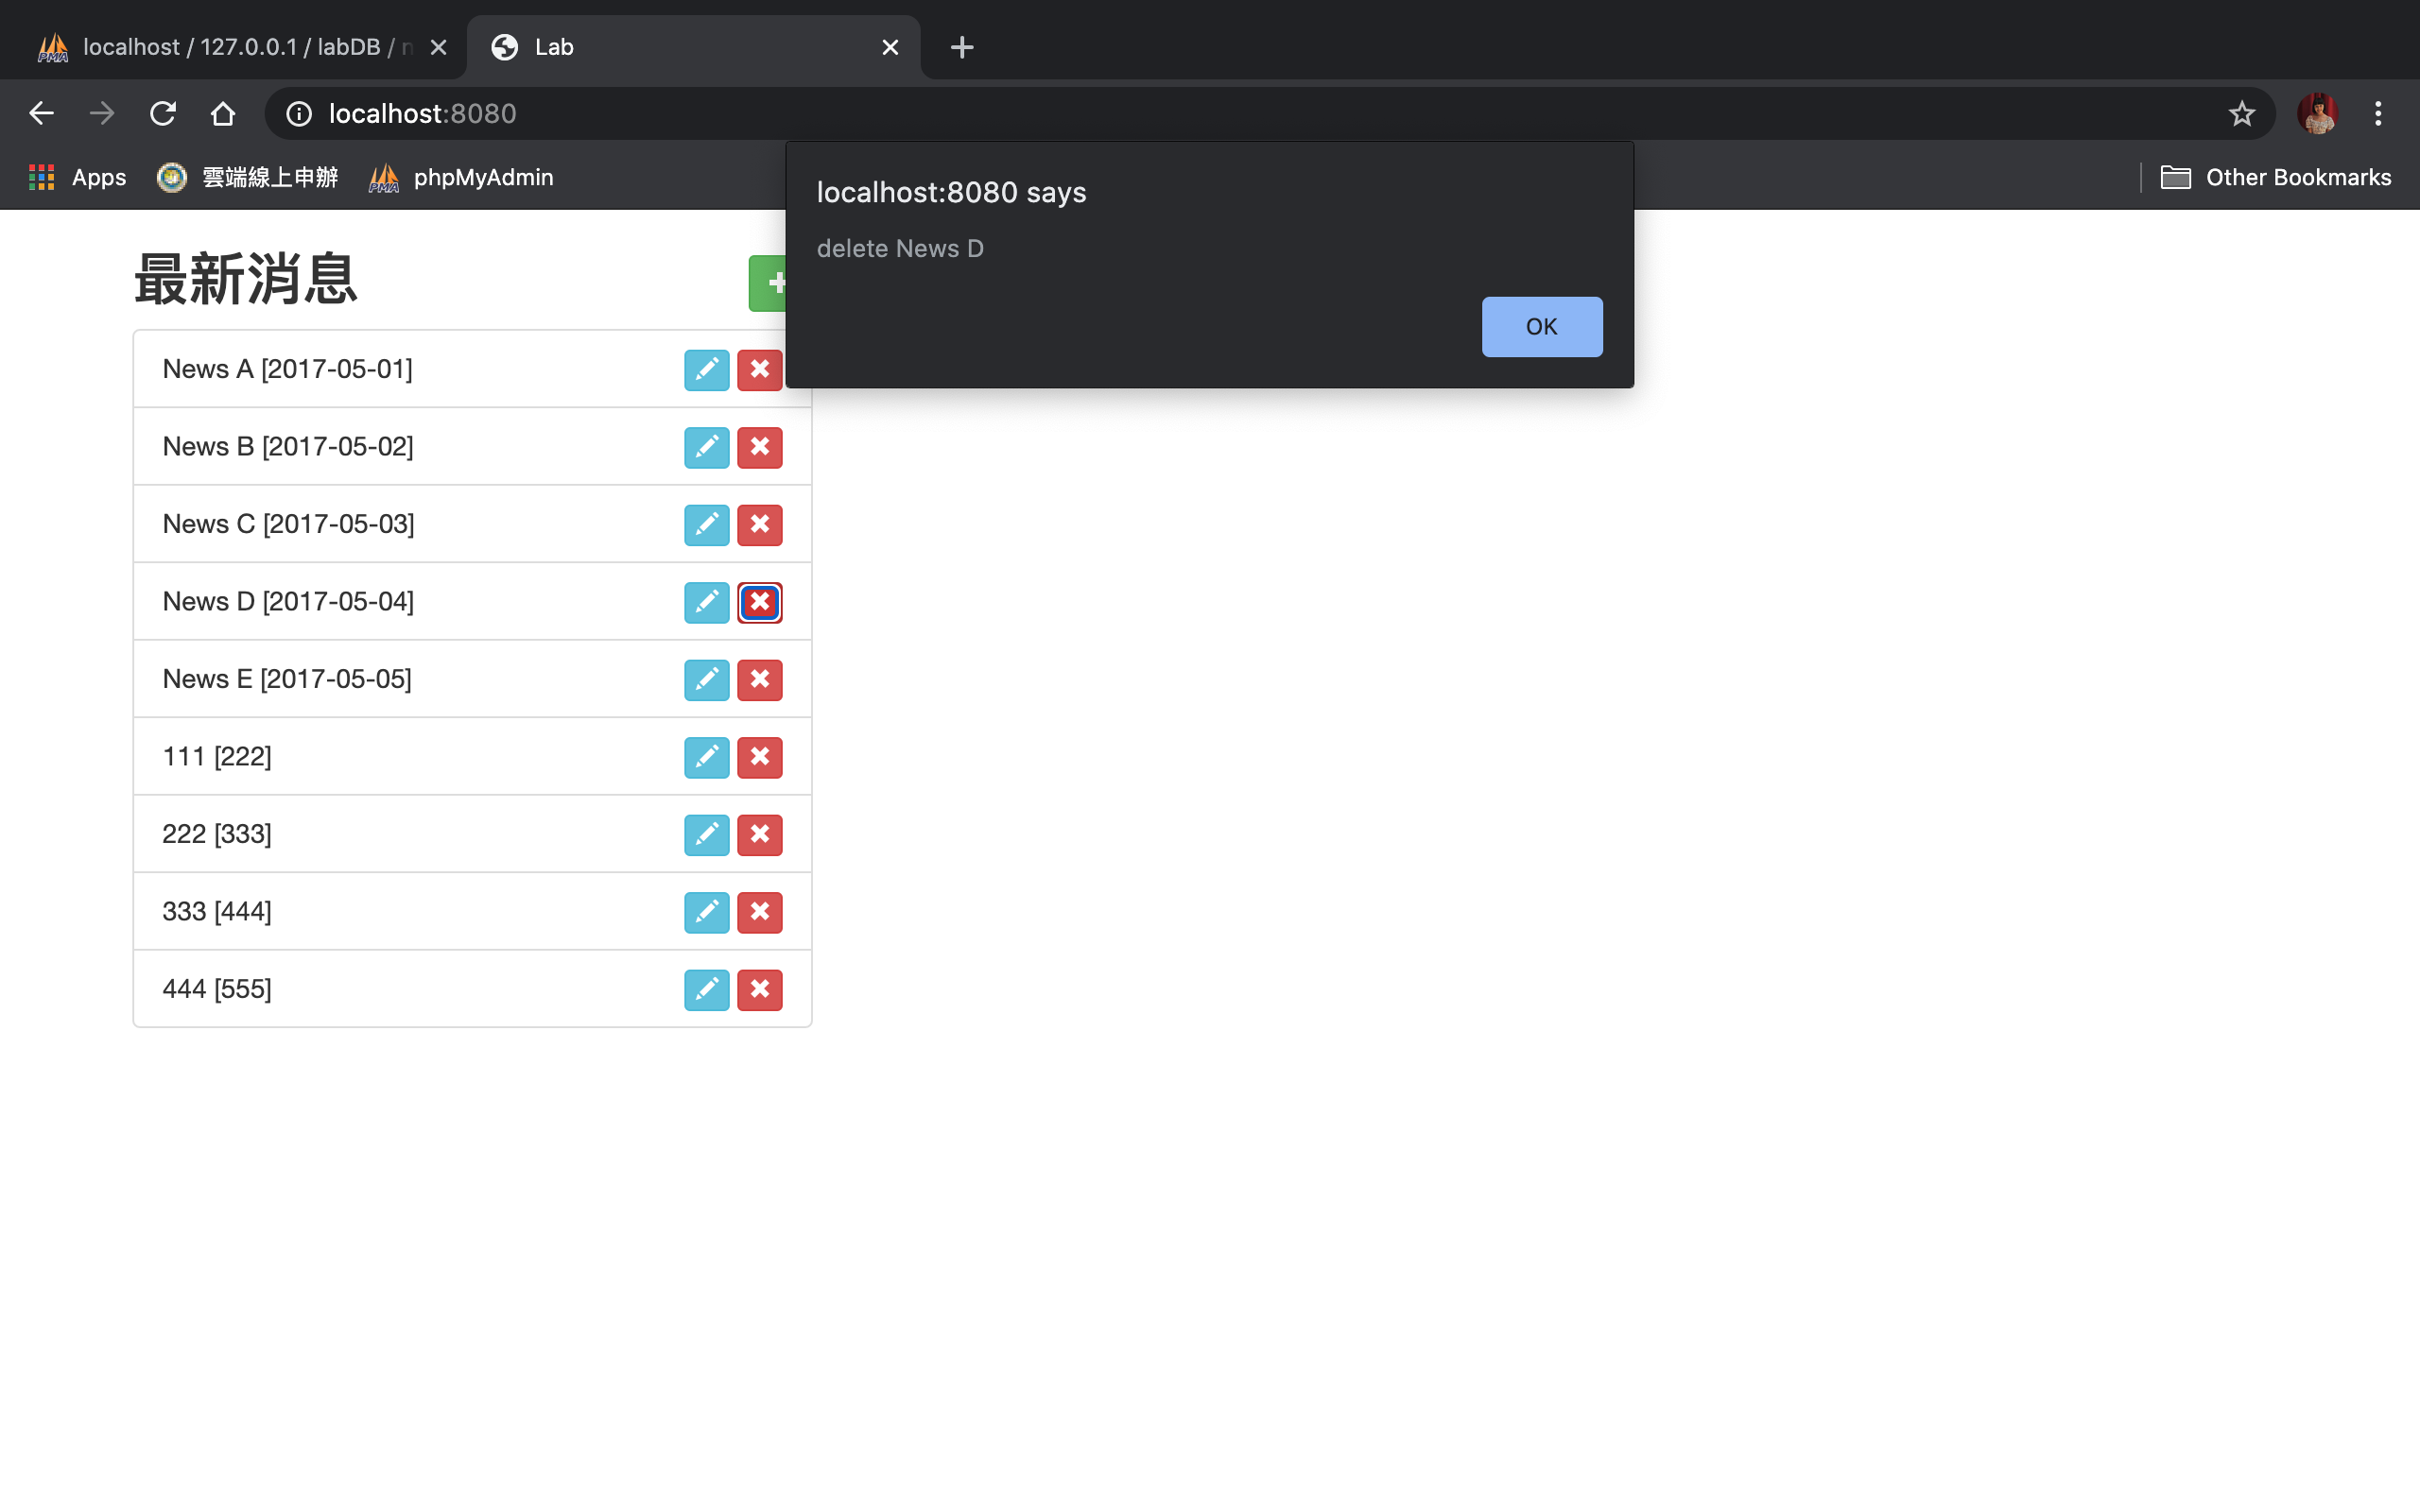 localhost / 127.0.0.1 / labDB /
Lab
localhost:8080
Apps
雲端線上申辦
PMA
phpMyAdmin
Other Bookmarks
localhost:8080 says
delete News D
OK
最新消息
News A [2017-05-01]
News B [2017-05-02]
News C [2017-05-03]
News D [2017-05-04]
News E [2017-05-05]
111 [222]
222 [333]
333 [444]
444 [555]